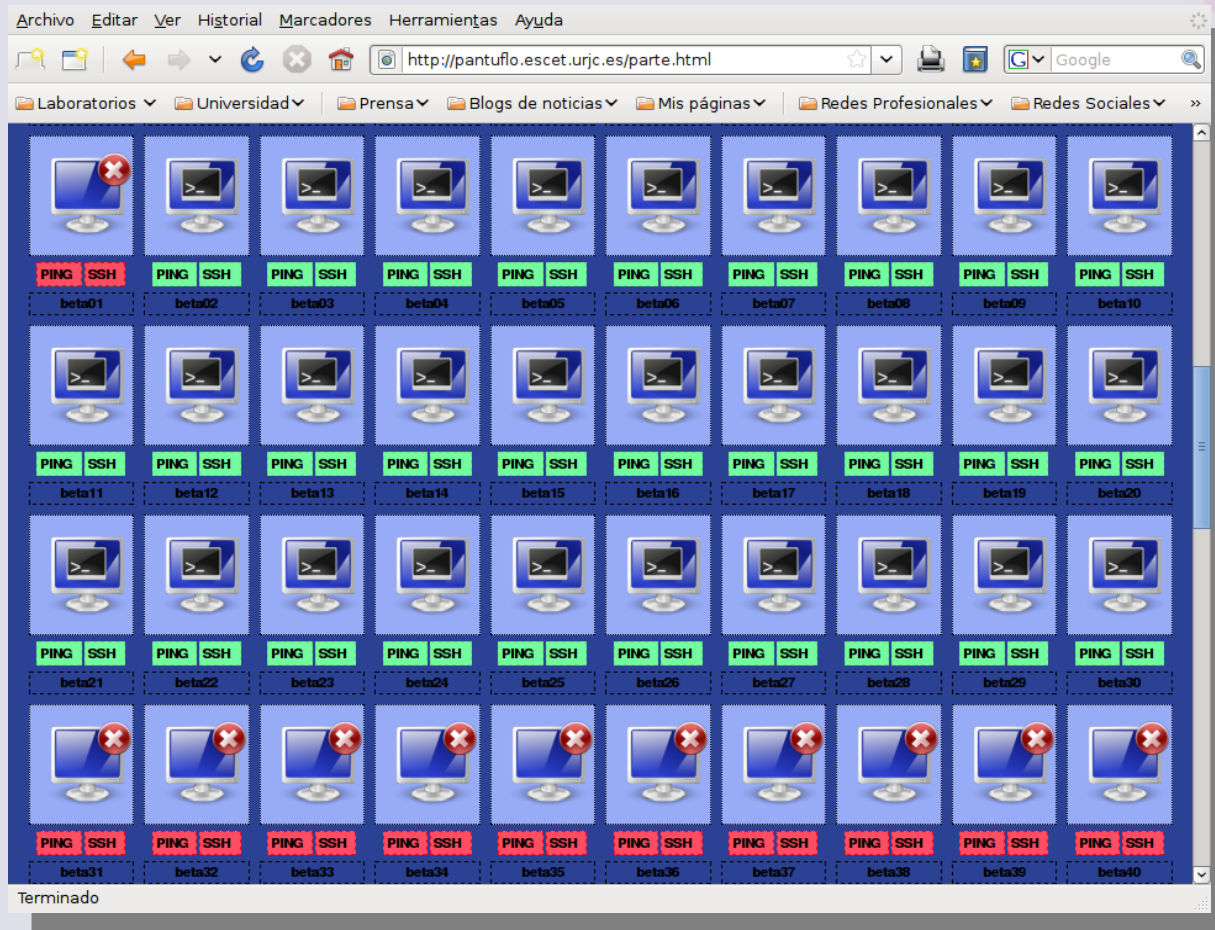 Archivo Editar Ver Historial Marcadores Herramientas Ayuda
http://pantuflo.escet.urjc.es/parte.html G Google
Laboratorios Universidad Prensa Blogs de noticias Mis páginas Redes Profesionales Redes Sociales »
>_ >_ >_ >_ >_ >_ >_ >_ >_
PING SSH PING SSH PING SSH PING SSH PING SSH PING SSH PING SSH PING SSH PING SSH PING SSH
beta01 beta02 beta03 beta04 beta05 beta06 beta07 beta08 beta09 beta10
>_ >_ >_ >_ >_ >_ >_ >_ >_ >_
PING SSH PING SSH PING SSH PING SSH PING SSH PING SSH PING SSH PING SSH PING SSH PING SSH
beta11 beta12 beta13 beta14 beta15 beta16 beta17 beta18 beta19 beta20
>_ >_ >_ >_ >_ >_ >_ >_ >_ >_
PING SSH PING SSH PING SSH PING SSH PING SSH PING SSH PING SSH PING SSH PING SSH PING SSH
beta21 beta22 beta23 beta24 beta25 beta26 beta27 beta28 beta29 beta30
PING SSH PING SSH PING SSH PING SSH PING SSH PING SSH PING SSH PING SSH PING SSH PING SSH
beta31 beta32 beta33 beta34 beta35 beta36 beta37 beta38 beta39 beta40
Terminado